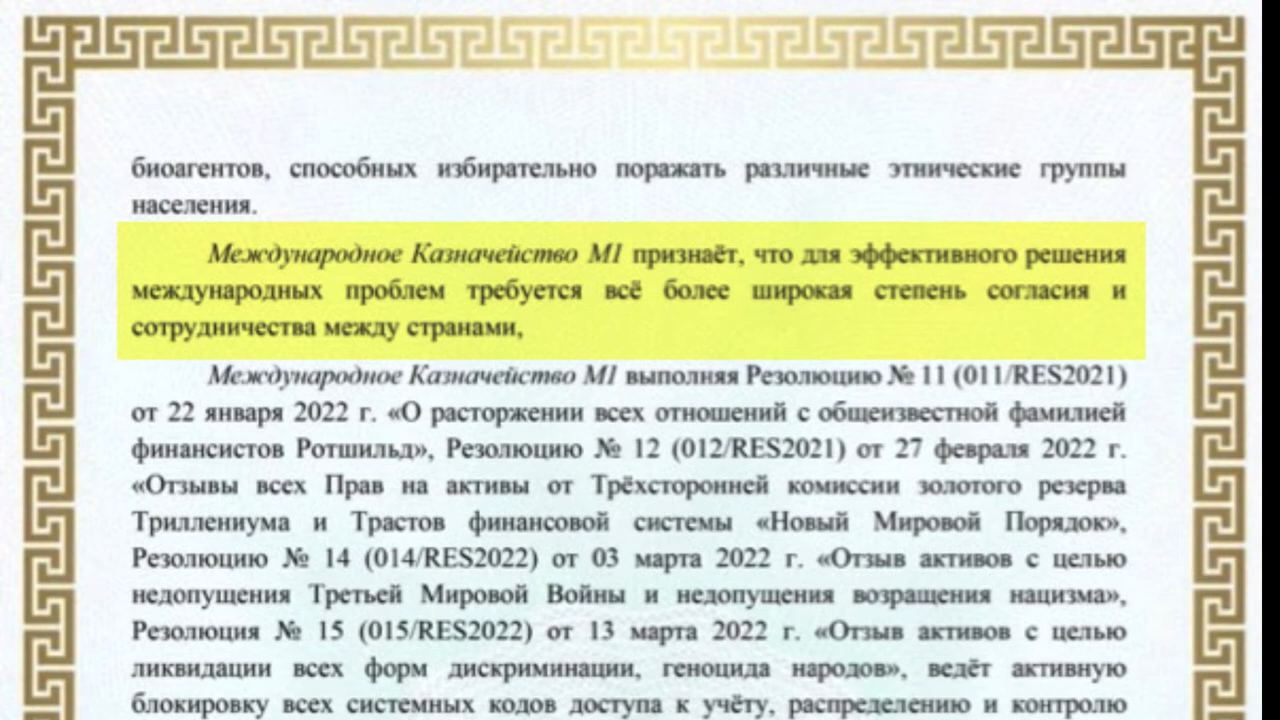 биоагентов, способных избирательно поражать различные этнические группы
населения.
Международное Казначейство М1 признаёт, что для эффективного решения
международных проблем требуется всё более широкая степень согласия и
сотрудничества между странами,
Международное Казначейство М1 выполняя Резолюцию № 11 (011/RES2021)
от 22 января 2022 г. «О расторжении всех отношений с общеизвестной фамилией
финансистов Ротшильд», Резолюцию № 12 (012/RES2021) от 27 февраля 2022 г.
«Отзывы всех Прав на активы от Трёхсторонней комиссии золотого резерва
Триллениума и Трастов финансовой системы «Новый Мировой Порядок»,
Резолюцию № 14 (014/RES2022) от 03 марта 2022 г. «Отзыв активов с целью
недопущения Третьей Мировой Войны и недопущения возращения нацизма»,
Резолюция № 15 (015/RES2022) от 13 марта 2022 г. «Отзыв активов с целью
ликвидации всех форм дискриминации, геноцида народов», ведёт активную
блокировку всех системных кодов доступа к учёту, распределению и контролю